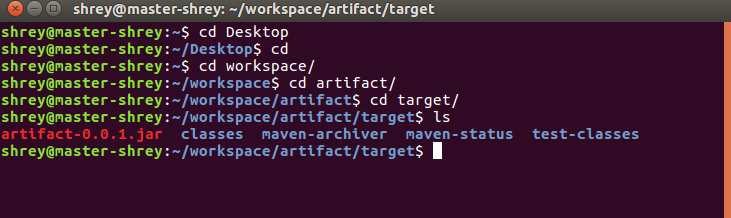 shrey@master-shrey: ~/workspace/artifact/target
shrey@master-shrey:~$ cd Desktop
shrey@master-shrey:~/Desktop$ cd
shrey@master-shrey:~$ cd workspace/
shrey@master-shrey:~/workspace$ cd artifact/
shrey@master-shrey:~/workspace/artifact$ cd target/
shrey@master-shrey:~/workspace/artifact/target$ ls
artifact-0.0.1.jar  classes  maven-archiver  maven-status  test-classes
shrey@master-shrey:~/workspace/artifact/target$